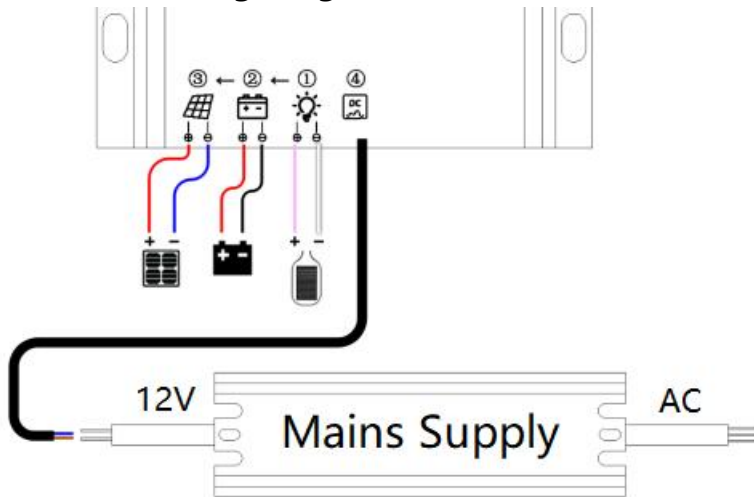 ③ ← ② ← ① ④
DC
+ − + −
12V
Mains Supply
AC